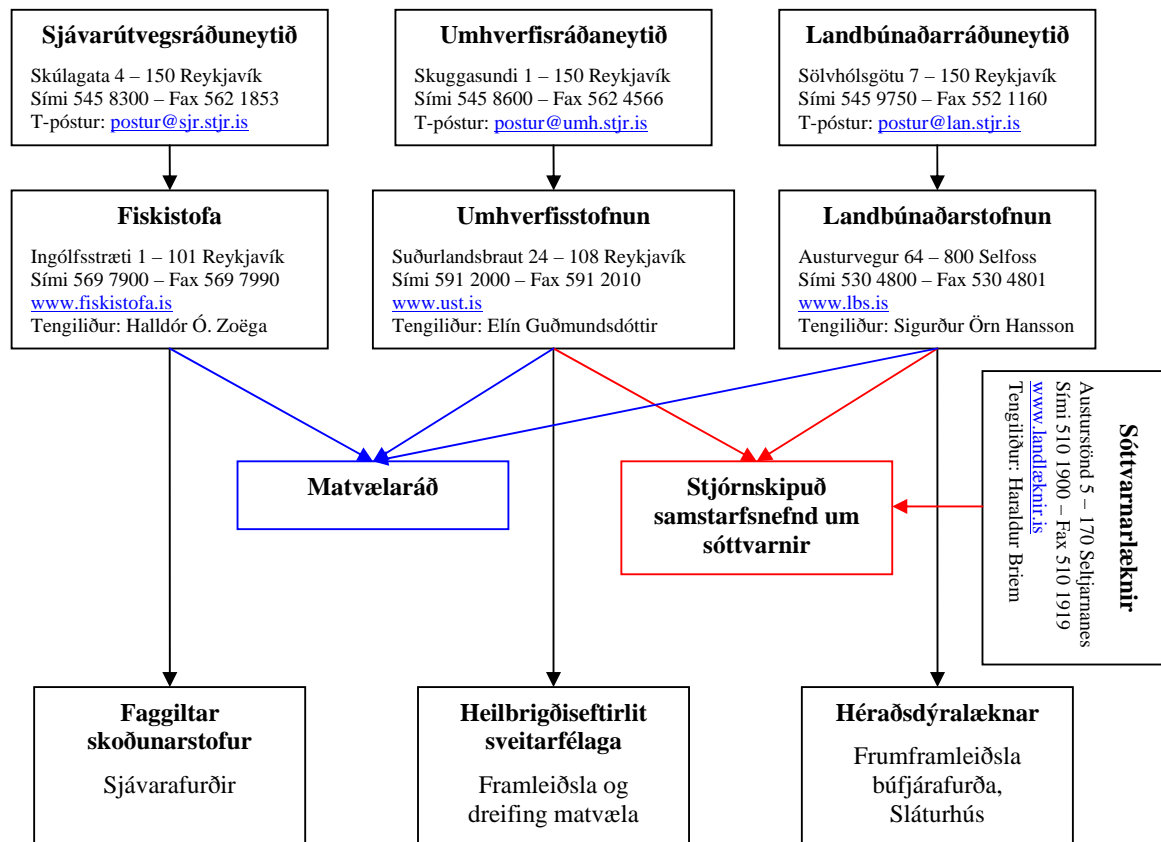 Sjávarútvegsráðuneytið
Skúlagata 4 – 150 Reykjavík
Sími 545 8300 – Fax 562 1853
T-póstur: postur@sjr.stjr.is
Umhverfisráðaneytið
Skuggasundi 1 – 150 Reykjavík
Sími 545 8600 – Fax 562 4566
T-póstur: postur@umh.stjr.is
Landbúnaðarráðuneytið
Sölvhólsgötu 7 – 150 Reykjavík
Sími 545 9750 – Fax 552 1160
T-póstur: postur@lan.stjr.is
Fiskistofa
Ingólfsstræti 1 – 101 Reykjavík
Sími 569 7900 – Fax 569 7990
www.fiskistofa.is
Tengiliður: Halldór Ó. Zoëga
Umhverfisstofnun
Suðurlandsbraut 24 – 108 Reykjavík
Sími 591 2000 – Fax 591 2010
www.ust.is
Tengiliður: Elín Guðmundsdóttir
Landbúnaðarstofnun
Austurvegur 64 – 800 Selfoss
Sími 530 4800 – Fax 530 4801
www.lbs.is
Tengiliður: Sigurður Örn Hansson
Sóttvarnarlæknir
Austurstönd 5 – 170 Seltjarnanes
Sími 510 1900 – Fax 510 1919
www.landlæknir.is
Tengiliður: Haraldur Briem
Matvælaráð
Stjórnskipuð
samstarfsnefnd um
sóttvarnir
Faggiltar
skoðunarstofur
Sjávarafurðir
Heilbrigðiseftirlit
sveitarfélaga
Framleiðsla og
dreifing matvæla
Héraðsdýralæknar
Frumframleiðsla
búfjárafurða,
Sláturhús